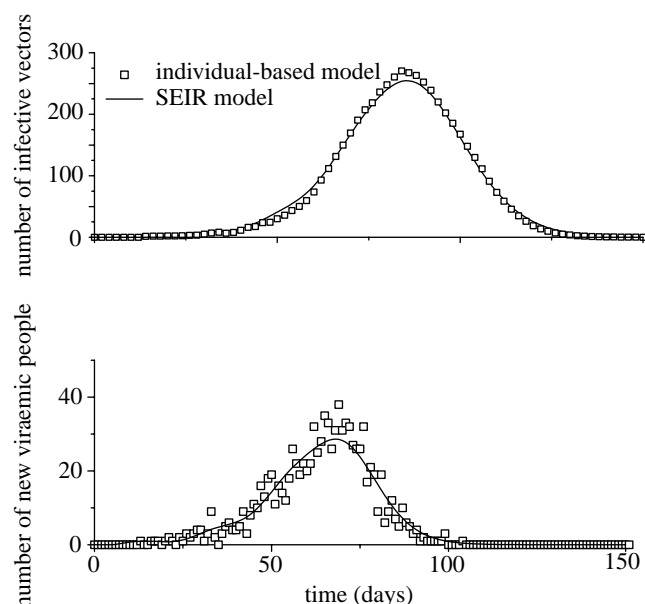 number of infective vectors
300
200
100
0
individual-based model
SEIR model
number of new viraemic people
40
20
0
0
50
100
150
time (days)